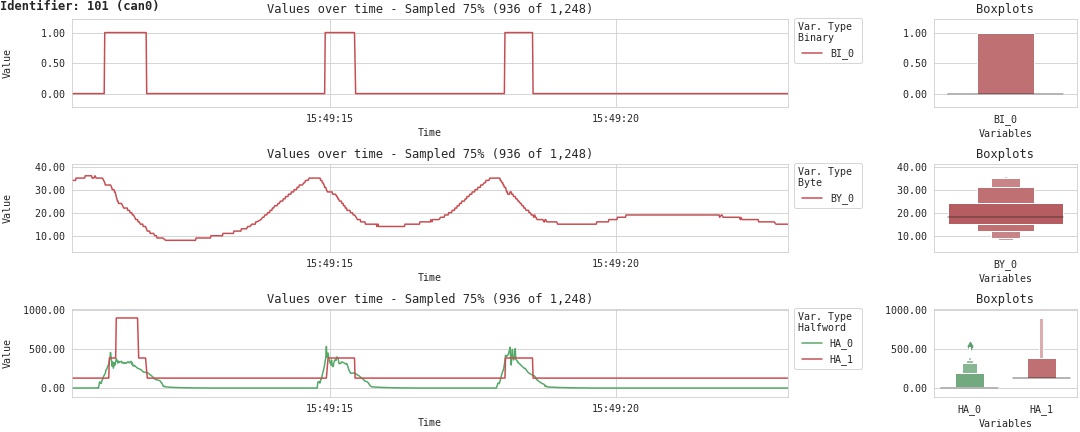 Identifier: 101 (can0)
Values over time - Sampled 75% (936 of 1,248)
Boxplots
Value
1.00
0.50
0.00
15:49:15
15:49:20
Time
Var. Type
Binary
BI_0
1.00
0.50
0.00
BI_0
Variables
Values over time - Sampled 75% (936 of 1,248)
Boxplots
Value
40.00
30.00
20.00
10.00
15:49:15
15:49:20
Time
Var. Type
Byte
BY_0
40.00
30.00
20.00
10.00
BY_0
Variables
Values over time - Sampled 75% (936 of 1,248)
Boxplots
Value
1000.00
500.00
0.00
15:49:15
15:49:20
Time
Var. Type
Halfword
HA_0
HA_1
1000.00
500.00
0.00
HA_0
HA_1
Variables